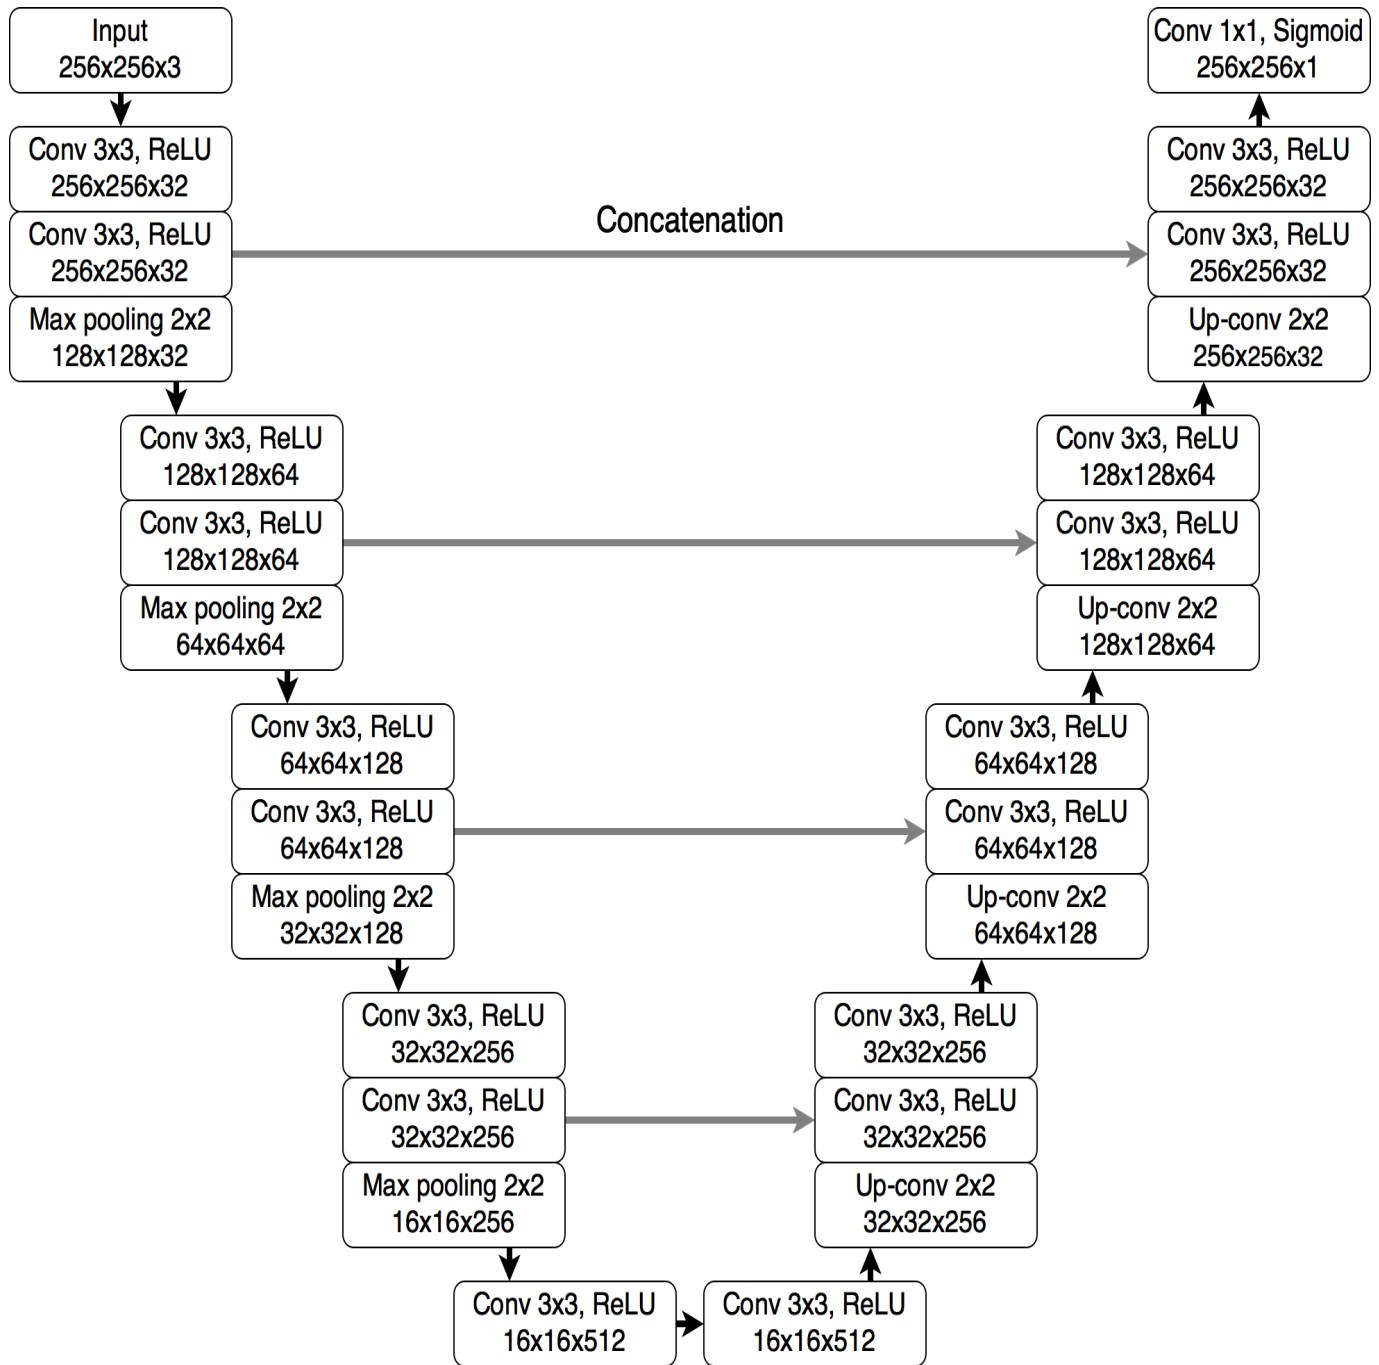 Input
256x256x3
Conv 3x3, ReLU
256x256x32
Conv 3x3, ReLU
256x256x32
Max pooling 2x2
128x128x32
Conv 3x3, ReLU
128x128x64
Conv 3x3, ReLU
128x128x64
Max pooling 2x2
64x64x64
Conv 3x3, ReLU
64x64x128
Conv 3x3, ReLU
64x64x128
Max pooling 2x2
32x32x128
Conv 3x3, ReLU
32x32x256
Conv 3x3, ReLU
32x32x256
Max pooling 2x2
16x16x256
Conv 3x3, ReLU
16x16x512
Conv 3x3, ReLU
16x16x512
Concatenation
Conv 1x1, Sigmoid
256x256x1
Conv 3x3, ReLU
256x256x32
Conv 3x3, ReLU
256x256x32
Up-conv 2x2
256x256x32
Conv 3x3, ReLU
128x128x64
Conv 3x3, ReLU
128x128x64
Up-conv 2x2
128x128x64
Conv 3x3, ReLU
64x64x128
Conv 3x3, ReLU
64x64x128
Up-conv 2x2
64x64x128
Conv 3x3, ReLU
32x32x256
Conv 3x3, ReLU
32x32x256
Up-conv 2x2
32x32x256